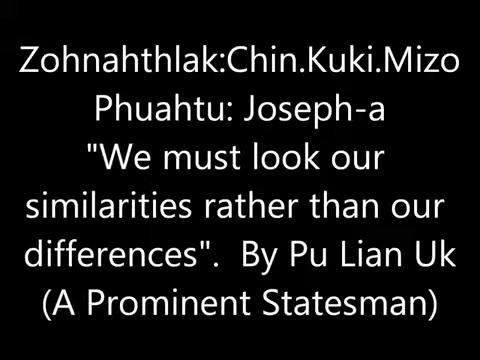 Zohnahthlak:Chin.Kuki.Mizo
Phuahtu: Joseph-a
"We must look our
similarities rather than our
differences".  By Pu Lian Uk
(A Prominent Statesman)